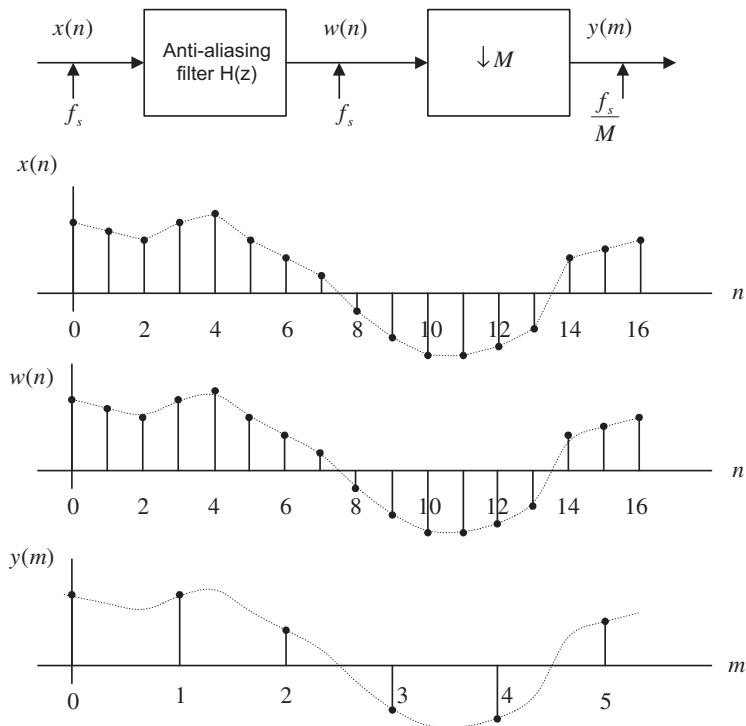 x(n) w(n) y(m)
Anti-aliasing
filter H(z)
↓M
f_s f_s f_s/M
x(n)
n
0 2 4 6 8 10 12 14 16
w(n)
n
0 2 4 6 8 10 12 14 16
y(m)
m
0 1 2 3 4 5